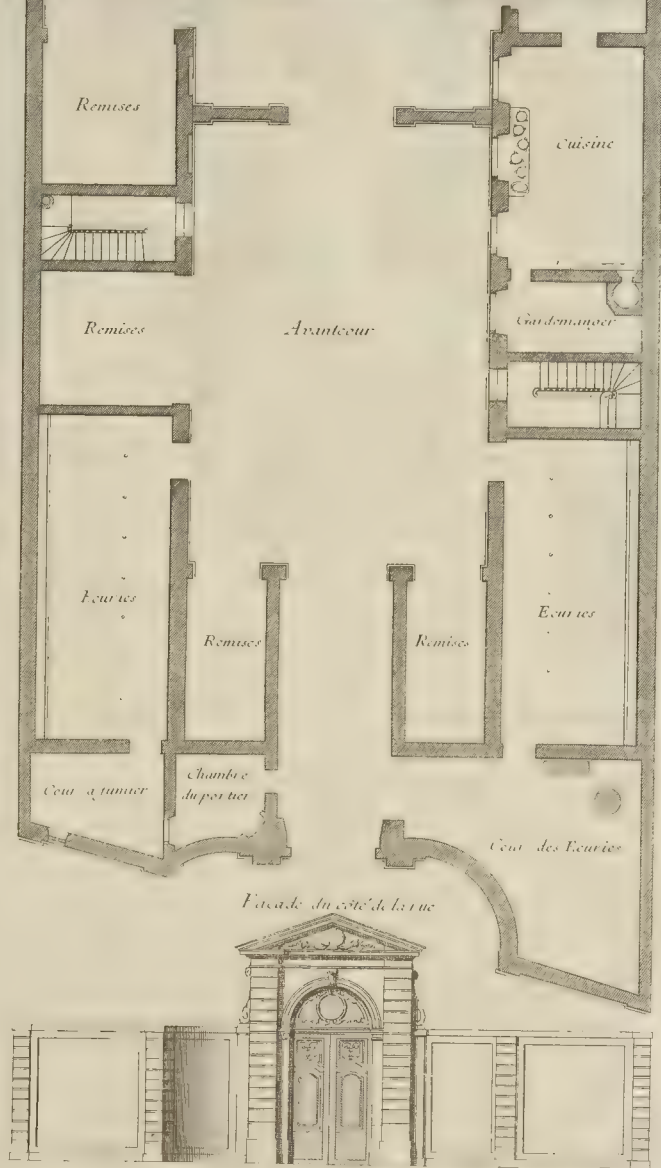 Remises
Cuisine
Remises
Avantcour
Gardemanger
Ecuries
Remises
Remises
Ecuries
Cour a fumier
Chambre
du portier
Cour des Ecuries
Façade du côté de la rue